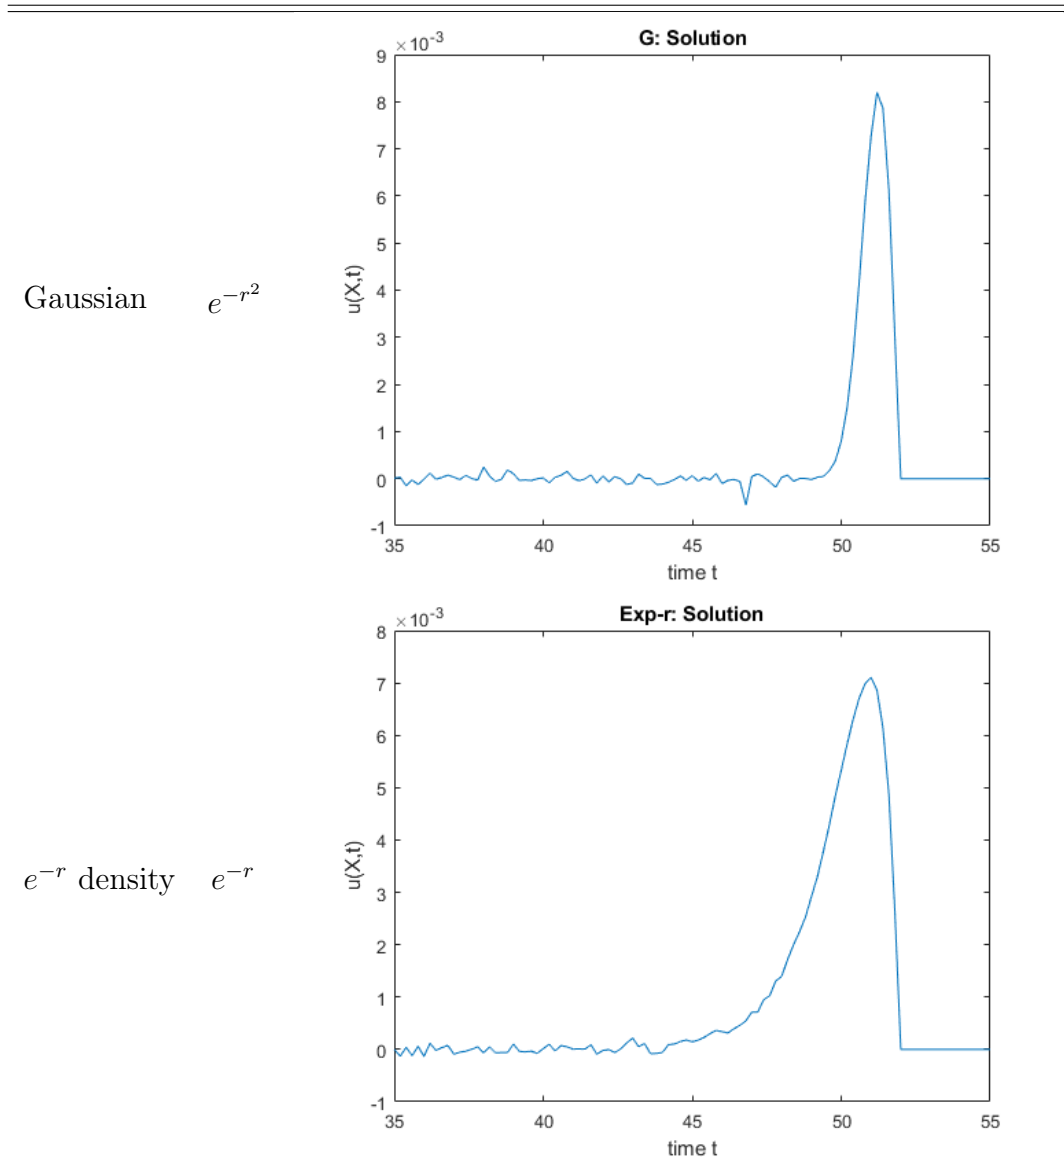 ×10⁻³
G: Solution
9
8
7
6
5
4
3
2
1
0
-1
u(X,t)
35 40 45 50 55
time t
Gaussian e^{-r^2}
×10⁻³
Exp-r: Solution
8
7
6
5
4
3
2
1
0
-1
u(X,t)
35 40 45 50 55
time t
e^{-r} density e^{-r}